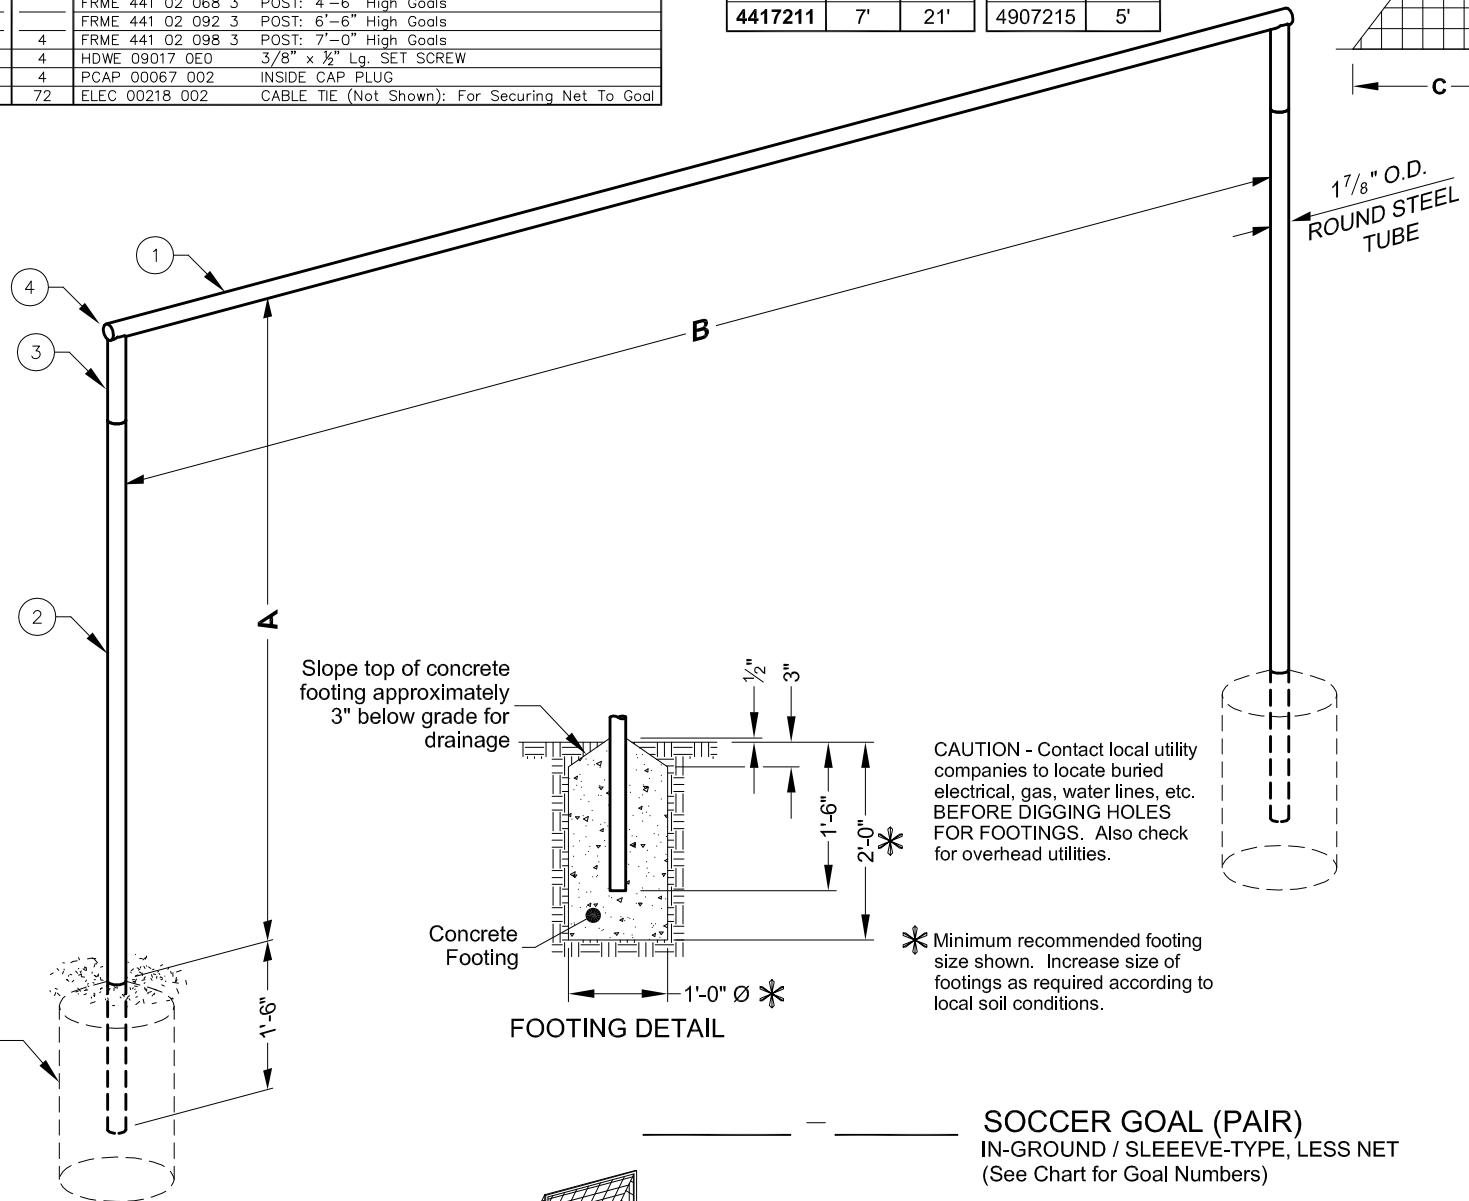 FRME 441 02 068 3 POST: 4'-6" High Goals
FRME 441 02 092 3 POST: 6'-6" High Goals
4 FRME 441 02 098 3 POST: 7'-0" High Goals
4 HDWE 09017 0E0 3/8" x ½" Lg. SET SCREW
4 PCAP 00067 002 INSIDE CAP PLUG
72 ELEC 00218 002 CABLE TIE (Not Shown): For Securing Net To Goal
4417211 7' 21' 4907215 5'
C
1 7/8" O.D.
ROUND STEEL
TUBE
1
4
3
B
2
A
Slope top of concrete
footing approximately
3" below grade for
drainage
½"
3"
1'-6"
2'-0" *
CAUTION - Contact local utility
companies to locate buried
electrical, gas, water lines, etc.
BEFORE DIGGING HOLES
FOR FOOTINGS. Also check
for overhead utilities.
Concrete
Footing
* Minimum recommended footing
size shown. Increase size of
footings as required according to
local soil conditions.
1'-0" Ø *
FOOTING DETAIL
1'-6"
SOCCER GOAL (PAIR)
IN-GROUND / SLEEEVE-TYPE, LESS NET
(See Chart for Goal Numbers)